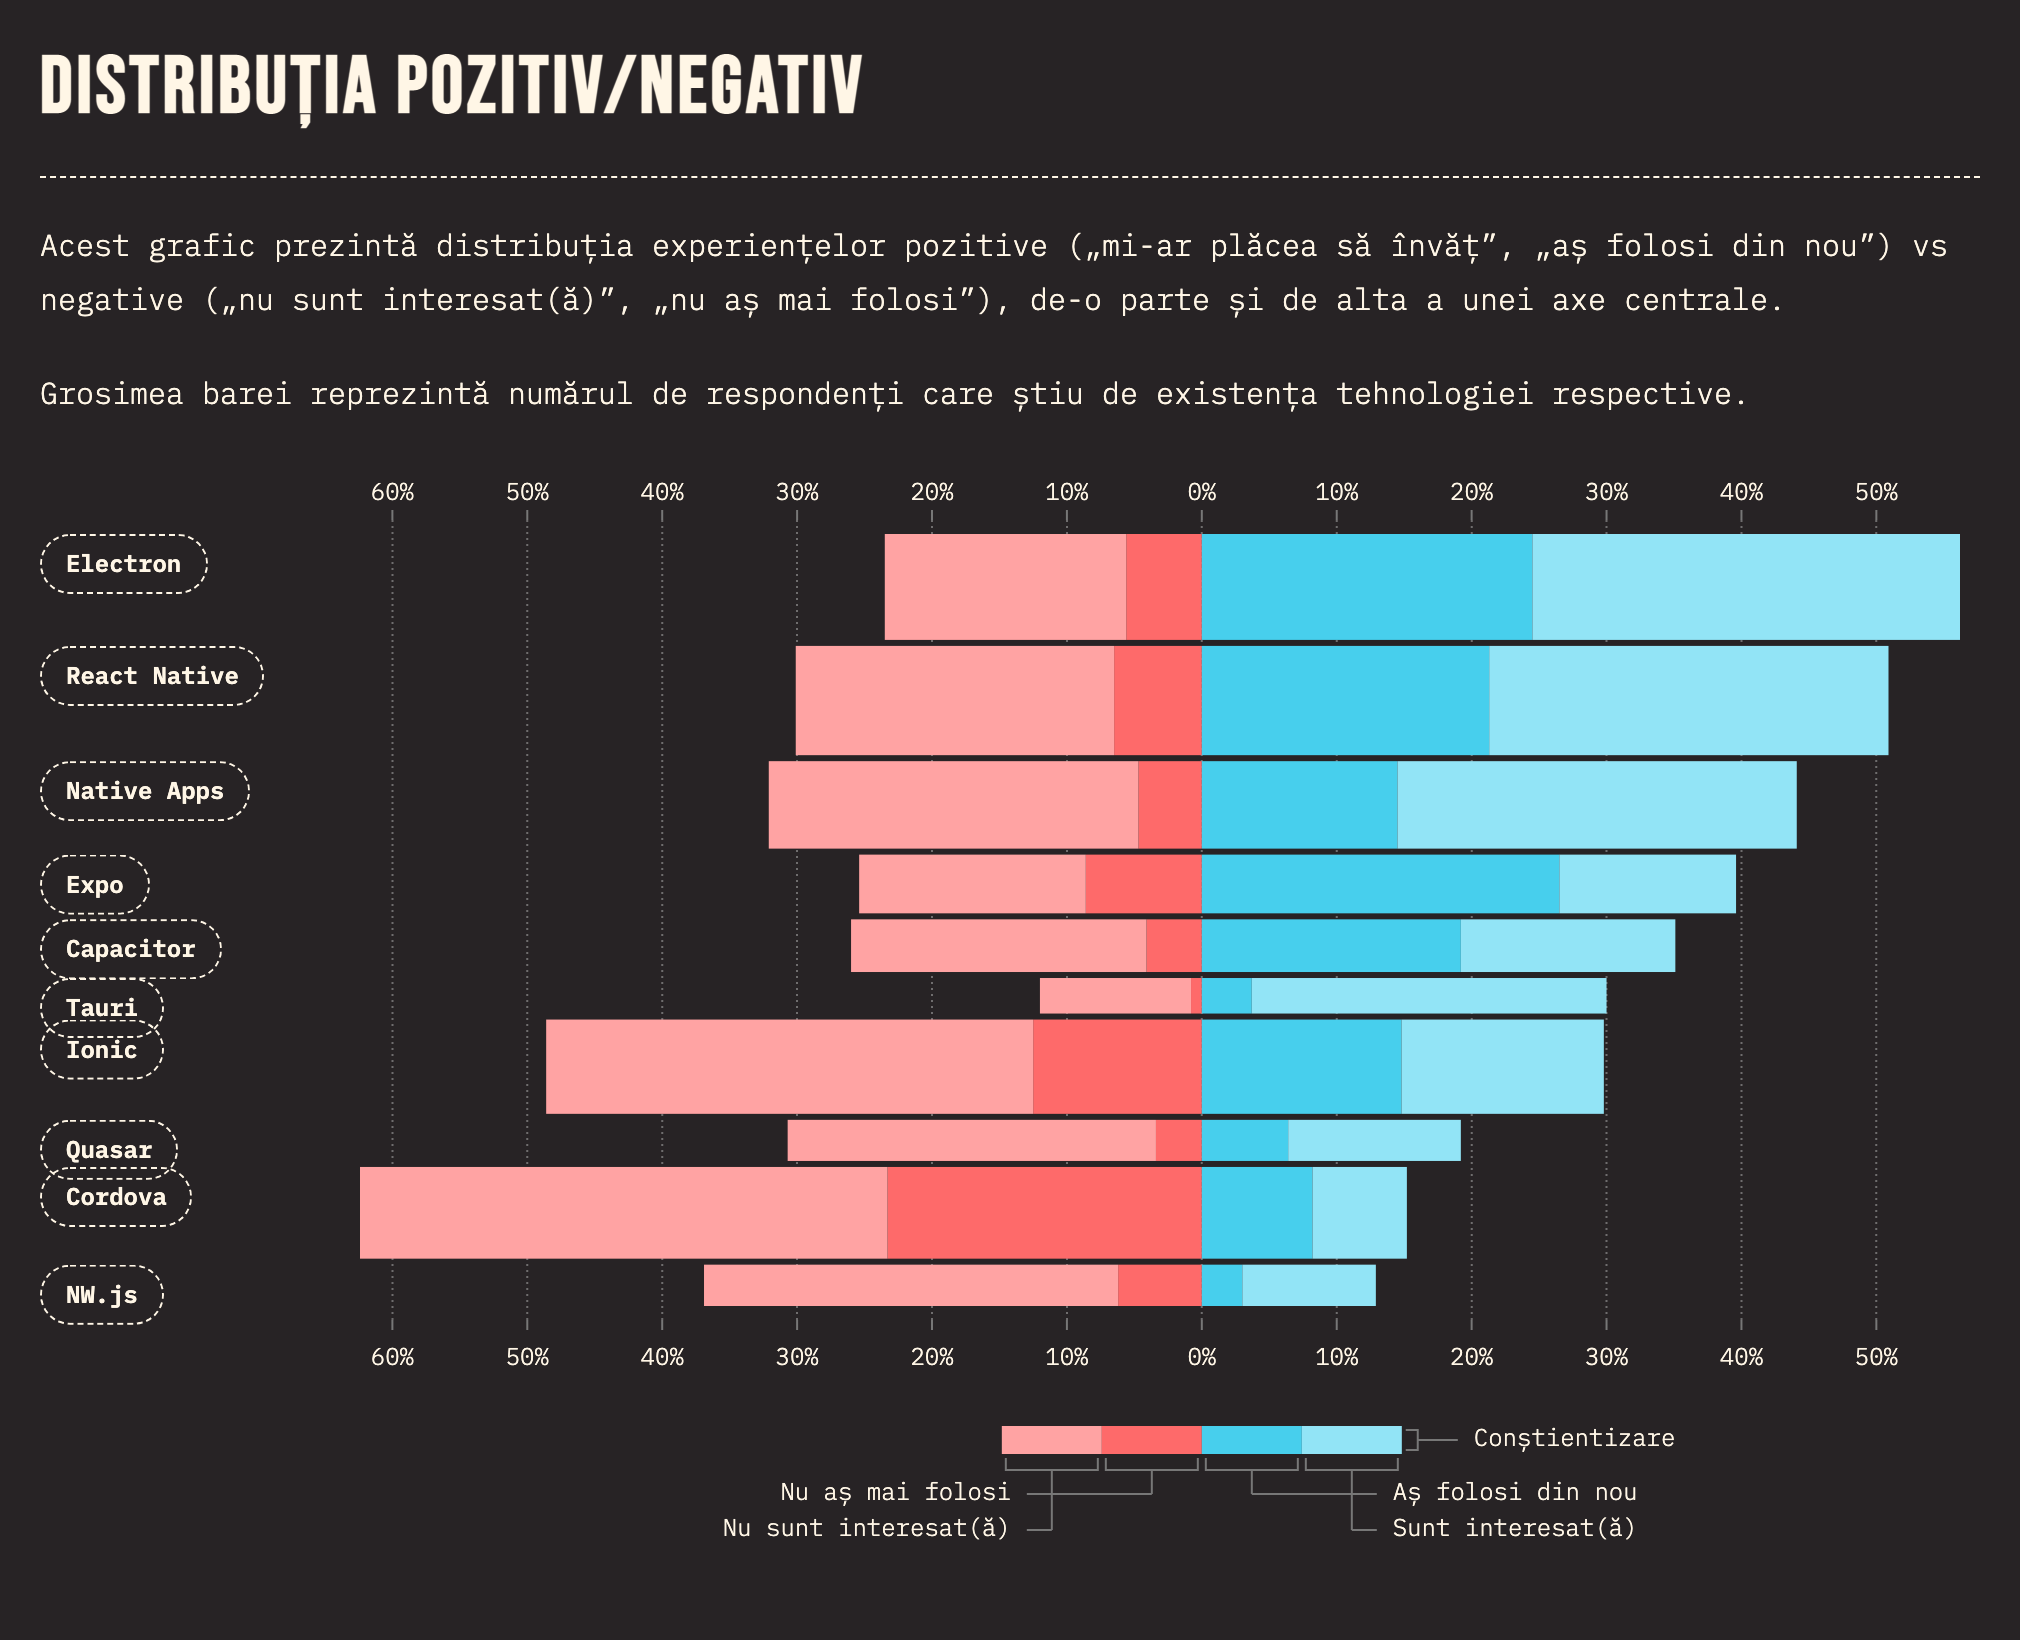 DISTRIBUȚIA POZITIV/NEGATIV
Acest grafic prezintă distribuția experiențelor pozitive („mi-ar plăcea să învăț”, „aș folosi din nou”) vs
negative („nu sunt interesat(ă)”, „nu aș mai folosi”), de-o parte și de alta a unei axe centrale.
Grosimea barei reprezintă numărul de respondenți care știu de existența tehnologiei respective.
60% 50% 40% 30% 20% 10% 0% 10% 20% 30% 40% 50%
Electron
React Native
Native Apps
Expo
Capacitor
Tauri
Ionic
Quasar
Cordova
NW.js
60% 50% 40% 30% 20% 10% 0% 10% 20% 30% 40% 50%
Conștientizare
Nu aș mai folosi Aș folosi din nou
Nu sunt interesat(ă) Sunt interesat(ă)